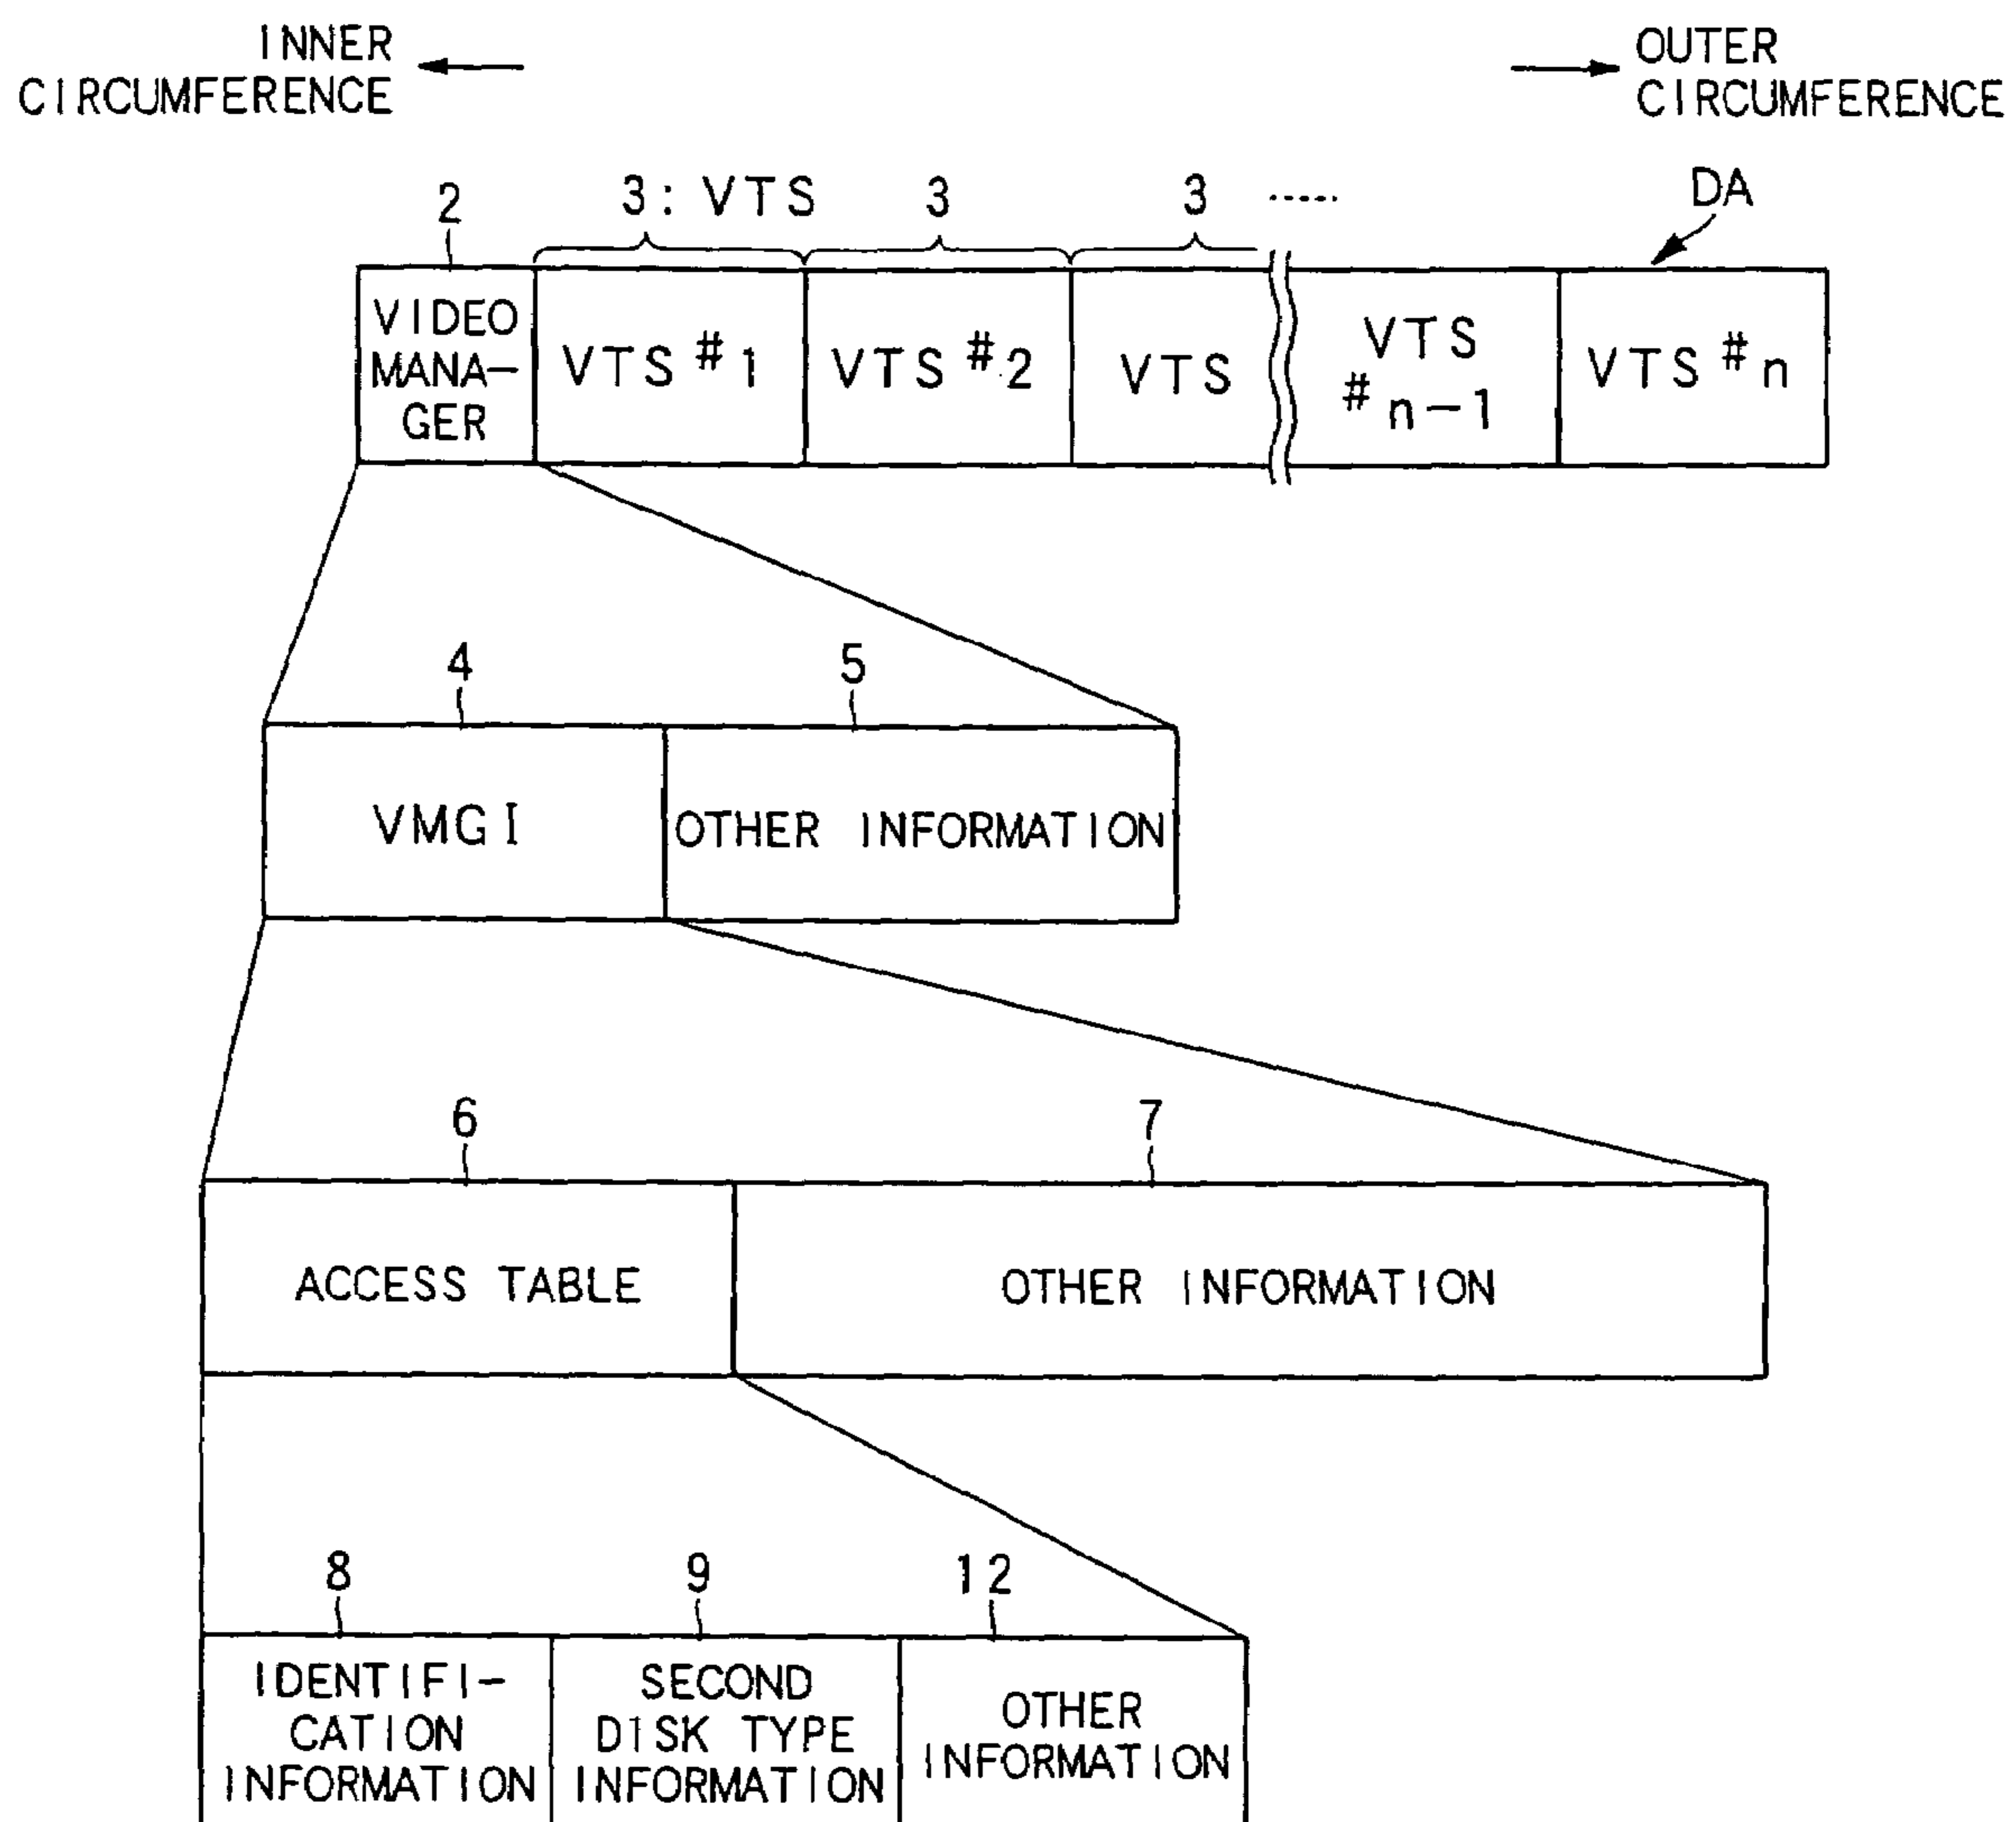 INNER
CIRCUMFERENCE
OUTER
CIRCUMFERENCE
2
3: VTS
3
3
.....
DA
VIDEO
MANA-
GER
VTS #1
VTS #2
VTS
VTS
#n-1
VTS #n
4
5
VMGI
OTHER INFORMATION
6
7
ACCESS TABLE
OTHER INFORMATION
8
9
12
IDENTIFI-
CATION
INFORMATION
SECOND
DISK TYPE
INFORMATION
OTHER
INFORMATION